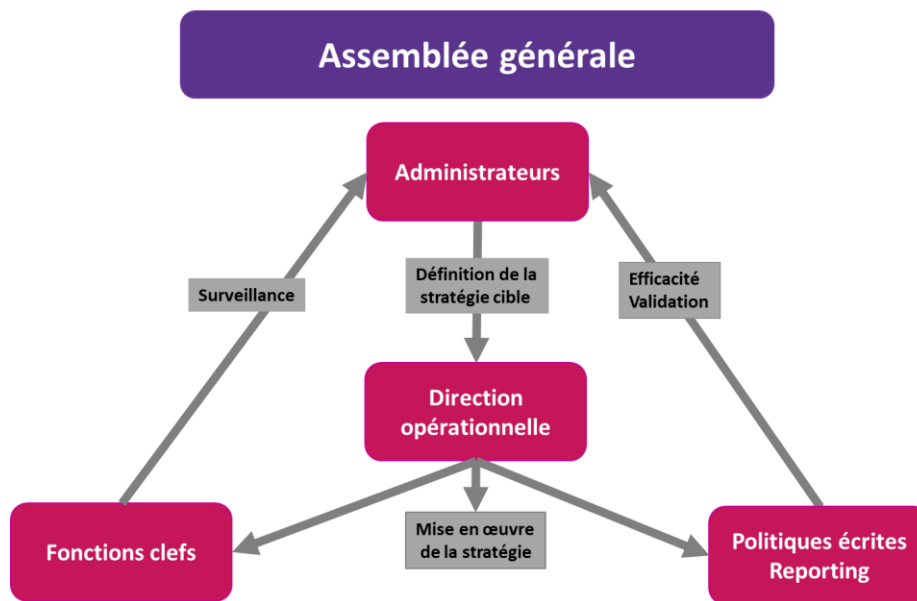 Assemblée générale
Administrateurs
Surveillance
Définition de la
stratégie cible
Efficacité
Validation
Direction
opérationnelle
Fonctions clefs
Mise en œuvre
de la stratégie
Politiques écrites
Reporting